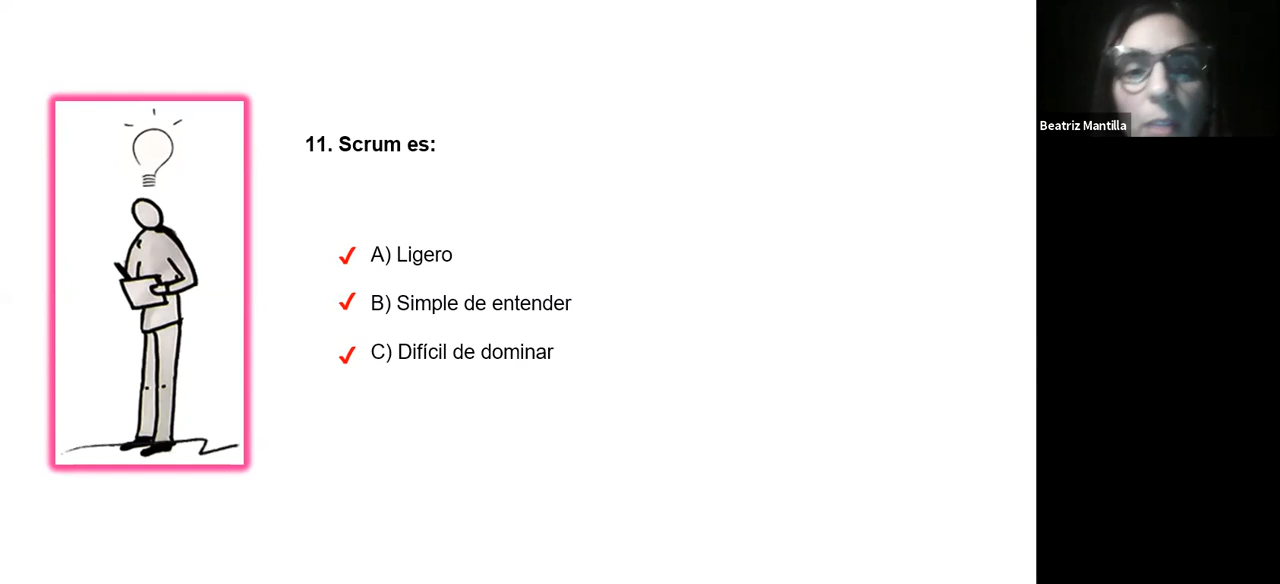 11. Scrum es:
A) Ligero
B) Simple de entender
C) Difícil de dominar
Beatriz Mantilla